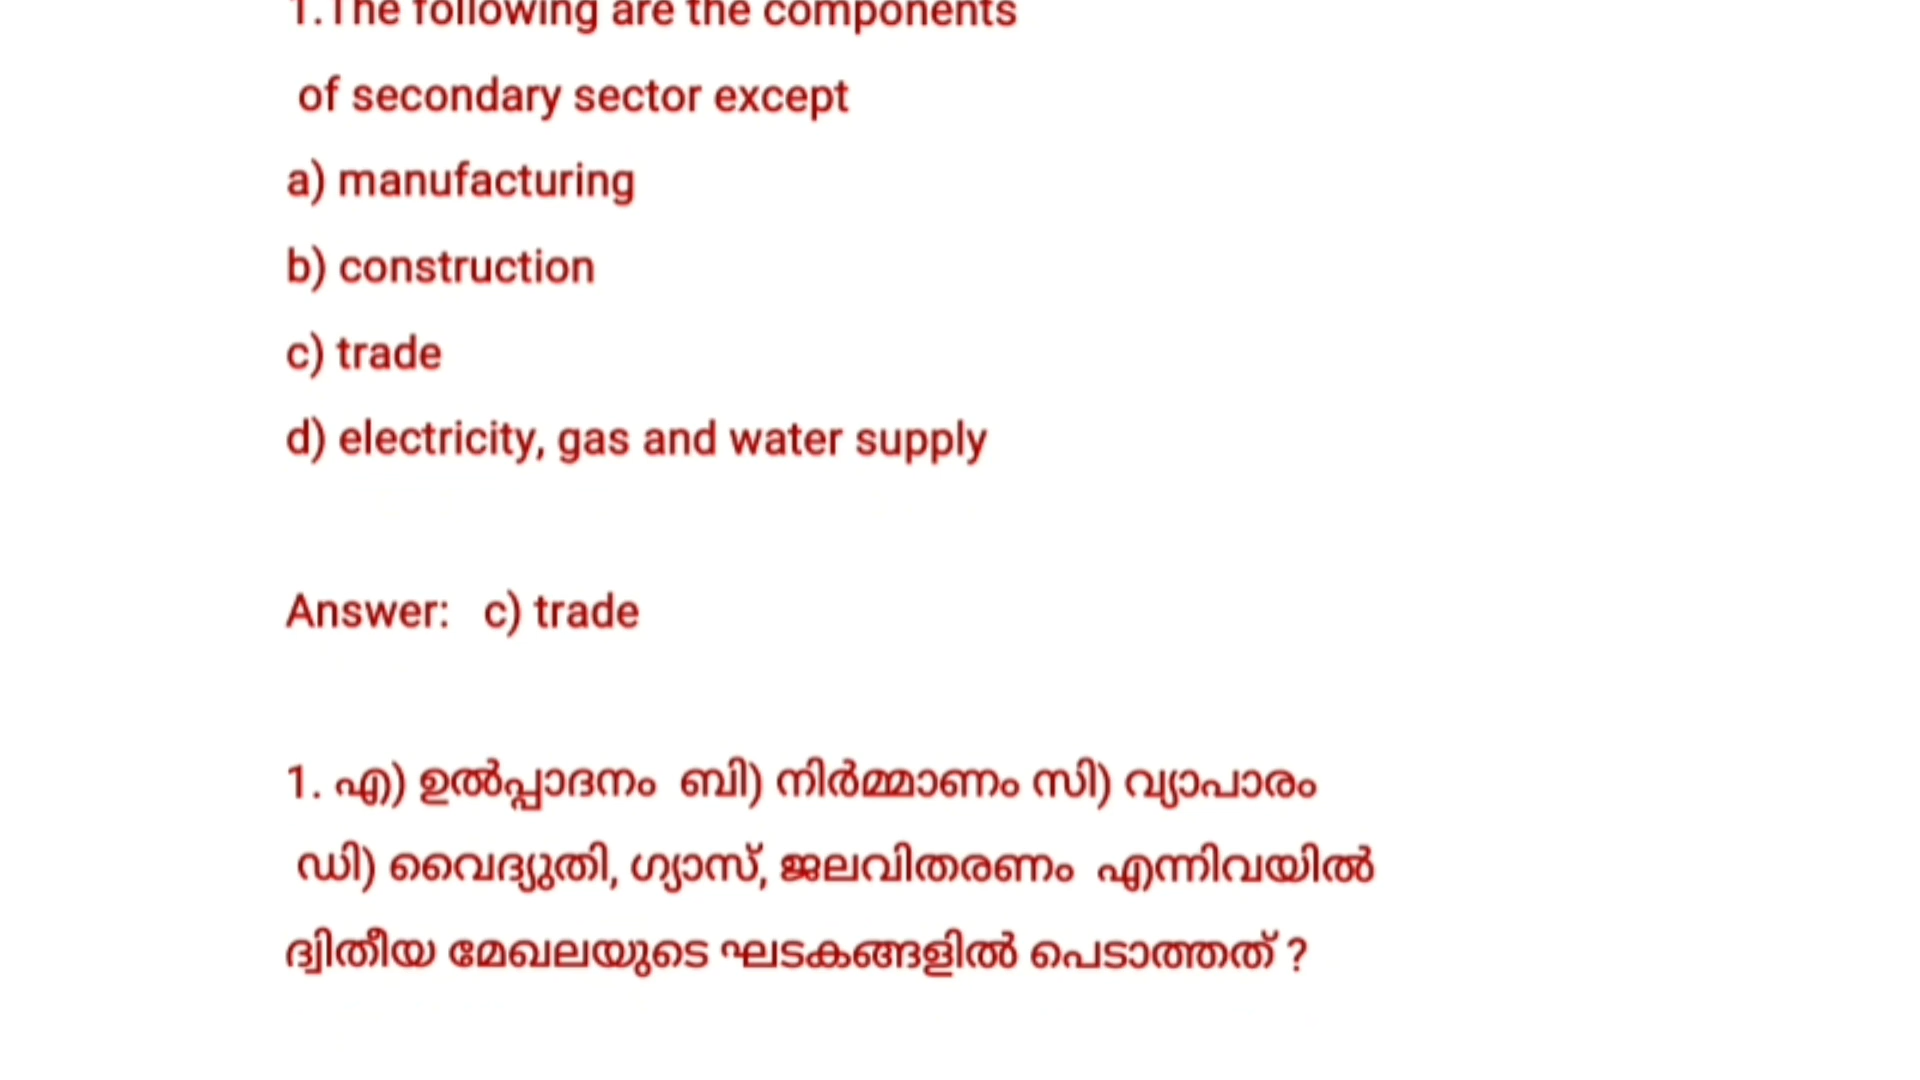 1.The following are the components
of secondary sector except
a) manufacturing
b) construction
c) trade
d) electricity, gas and water supply
Answer: c) trade
1. എ) ഉൽപ്പാദനം ബി) നിർമ്മാണം സി) വ്യാപാരം
ഡി) വൈദ്യുതി, ഗ്യാസ്, ജലവിതരണം എന്നിവയിൽ
ദ്വിതീയ മേഖലയുടെ ഘടകങ്ങളിൽ പെടാത്തത് ?